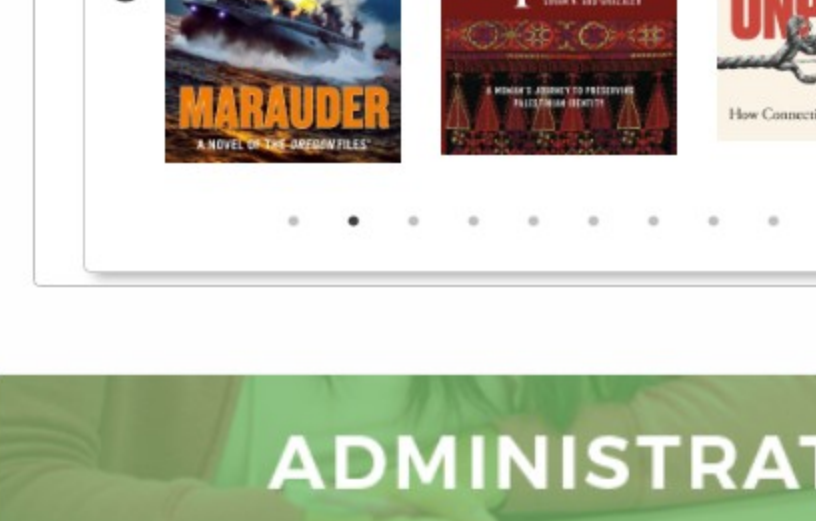 MARAUDER
A NOVEL OF THE OREGON FILES
A WOMAN'S JOURNEY TO PRESERVING
PALESTINIAN IDENTITY
How Connecti
ADMINISTRAT